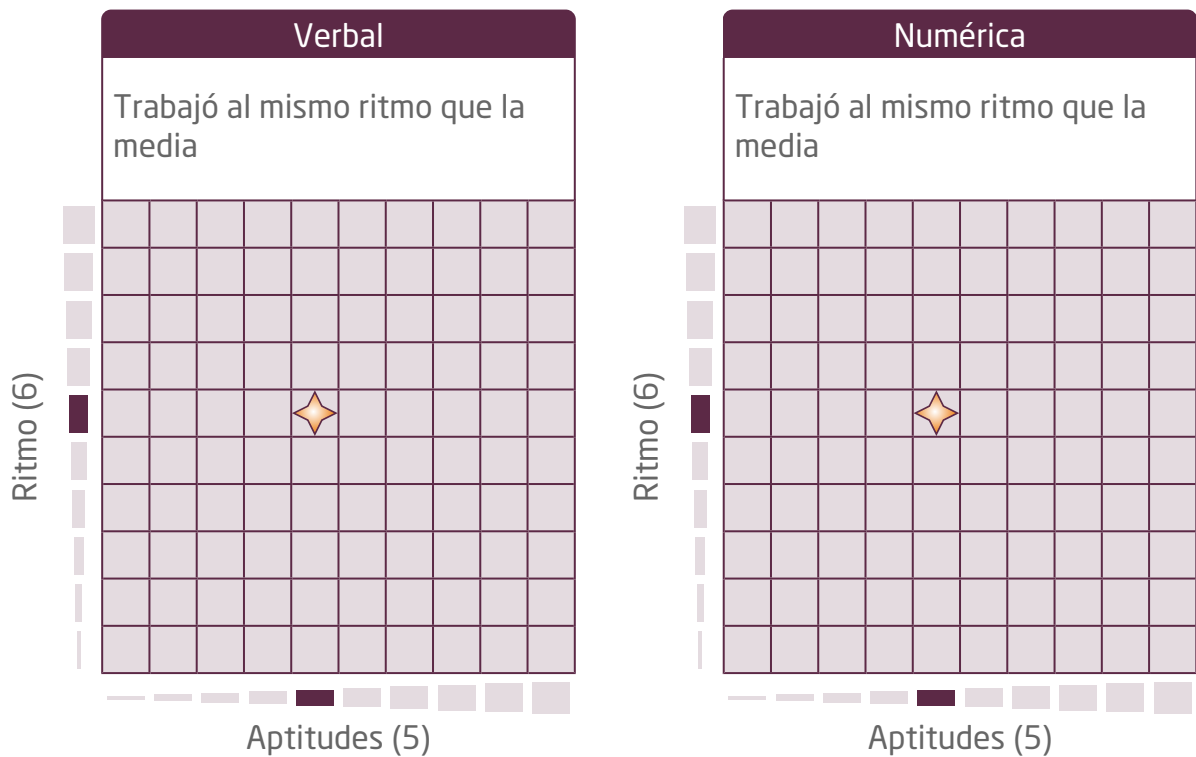 Verbal
Trabajó al mismo ritmo que la
media
Ritmo (6)
Aptitudes (5)
Numérica
Trabajó al mismo ritmo que la
media
Ritmo (6)
Aptitudes (5)